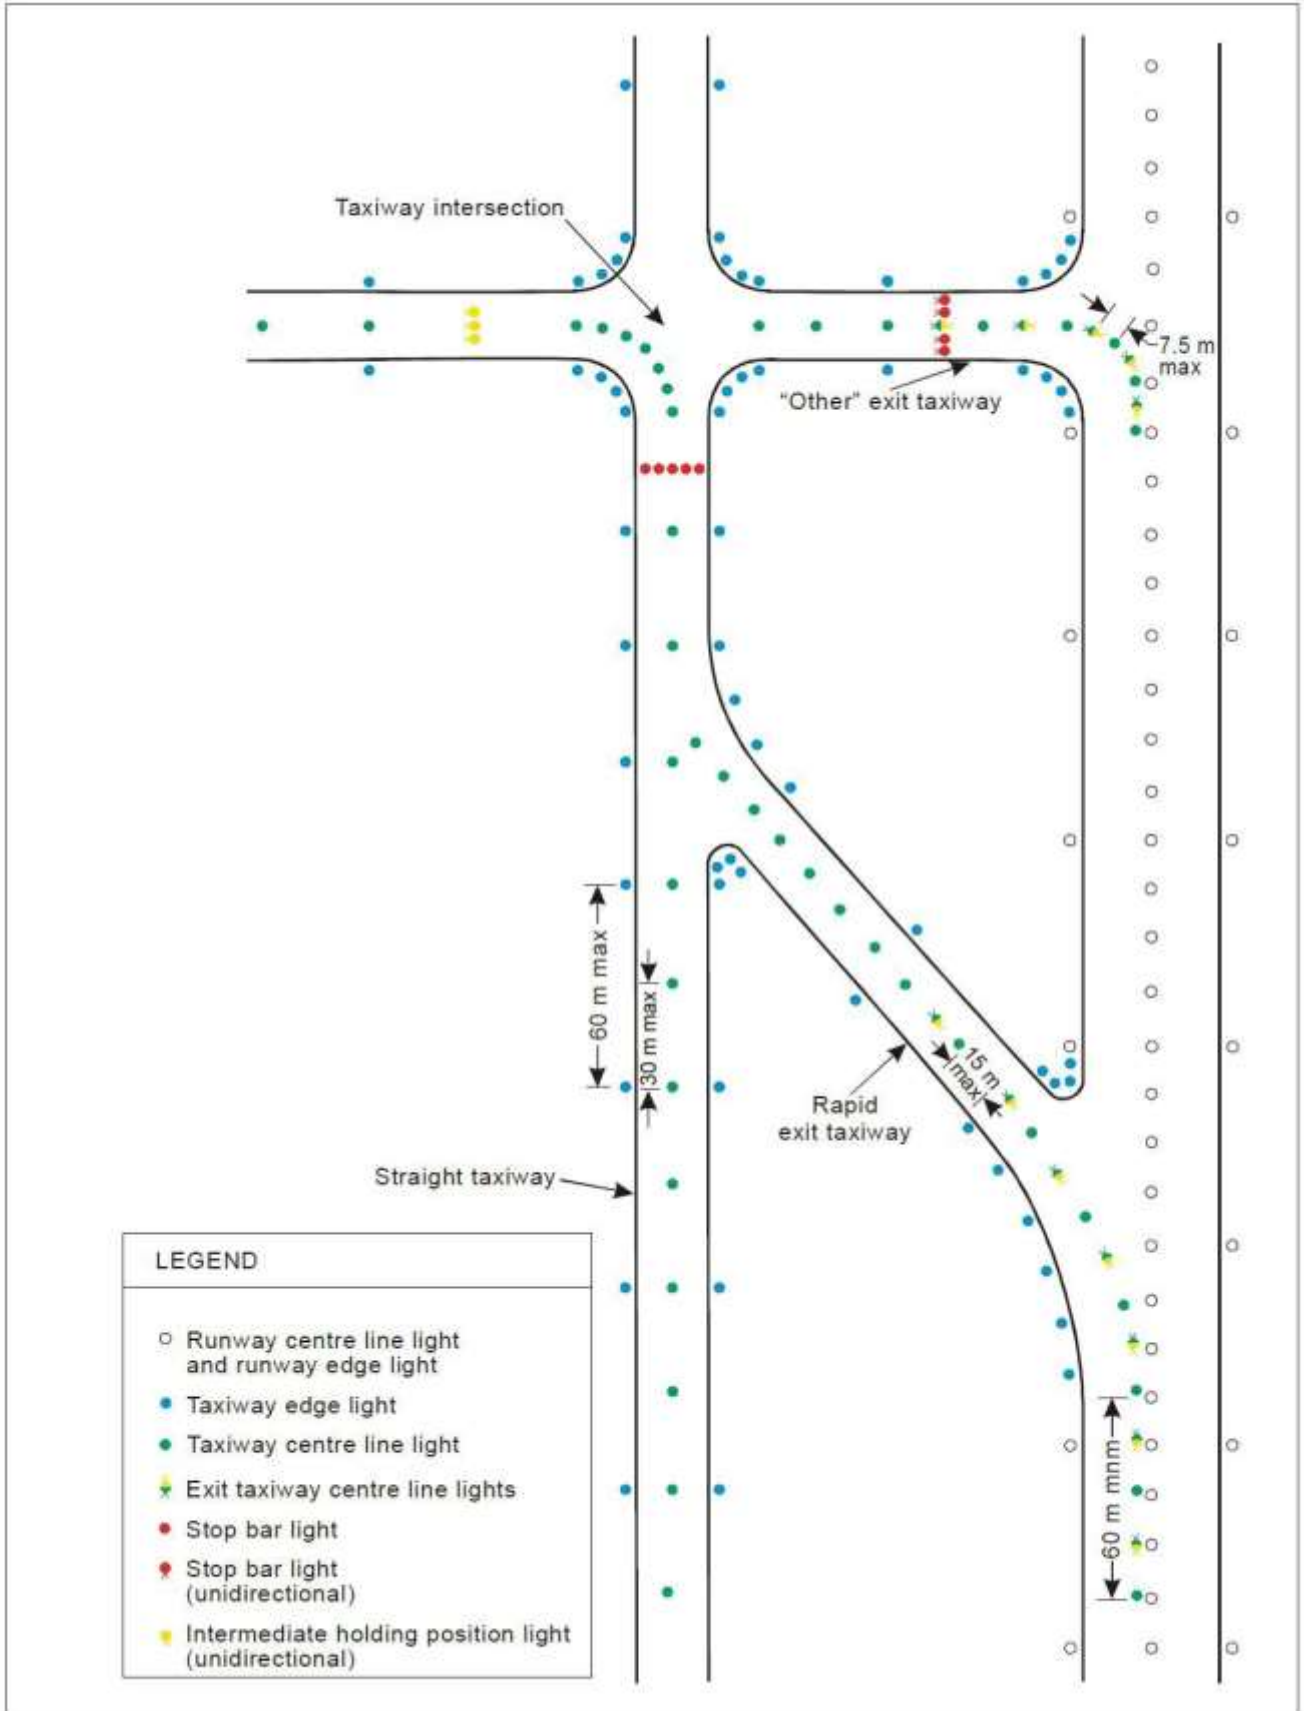 Taxiway intersection
7.5 m
max
“Other” exit taxiway
60 m max
30 m max
15 m
max
Rapid
exit taxiway
Straight taxiway
60 m mnm
LEGEND
Runway centre line light
and runway edge light
Taxiway edge light
Taxiway centre line light
Exit taxiway centre line lights
Stop bar light
Stop bar light
(unidirectional)
Intermediate holding position light
(unidirectional)